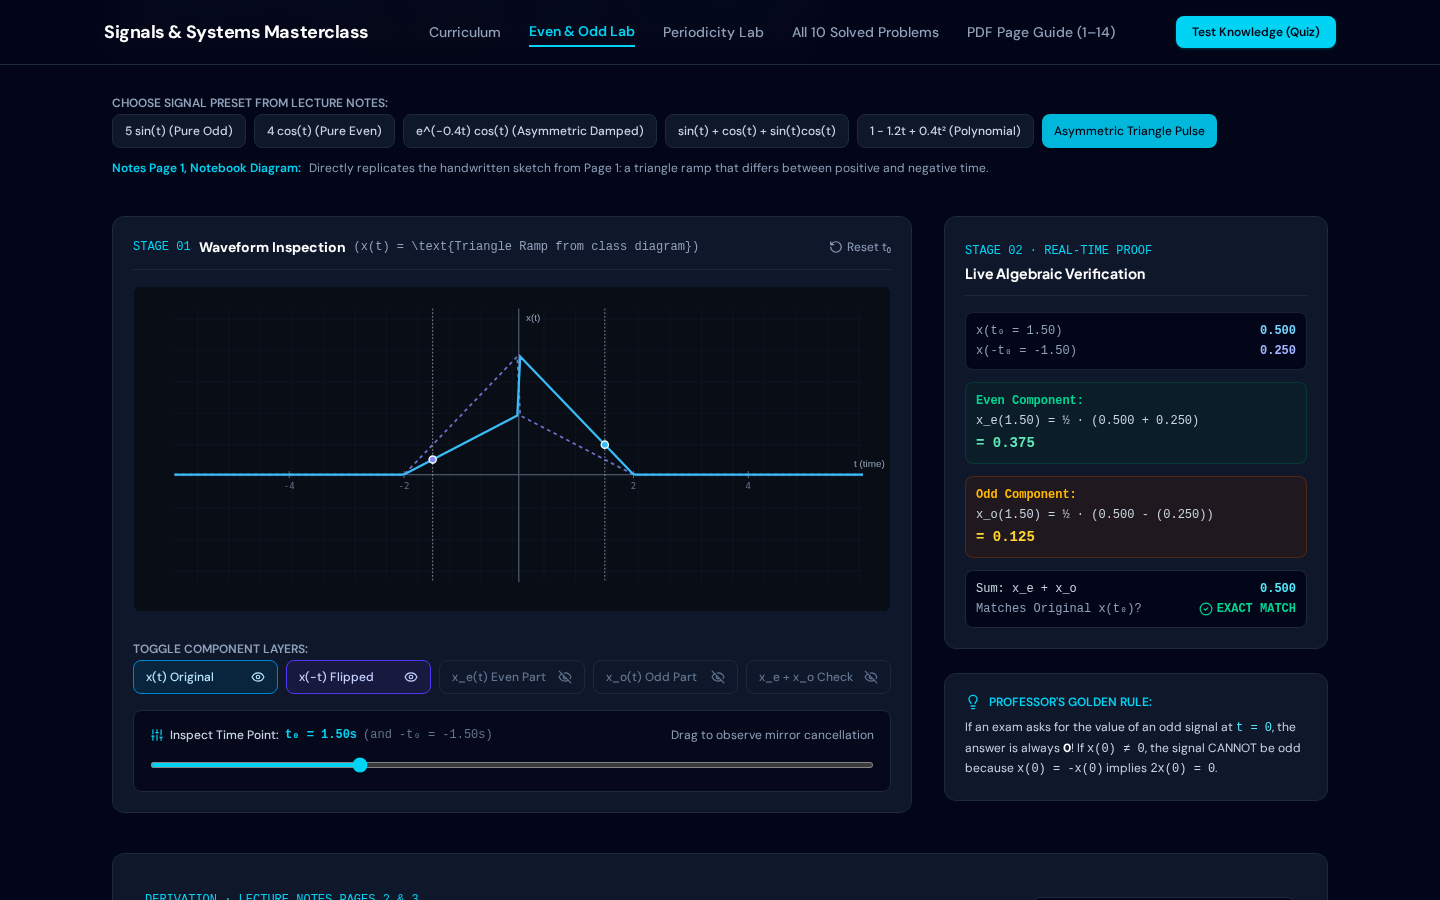 Signals & Systems Masterclass
Curriculum
Even & Odd Lab
Periodicity Lab
All 10 Solved Problems
PDF Page Guide (1–14)
Test Knowledge (Quiz)
CHOOSE SIGNAL PRESET FROM LECTURE NOTES:
5 sin(t) (Pure Odd)
4 cos(t) (Pure Even)
e^(-0.4t) cos(t) (Asymmetric Damped)
sin(t) + cos(t) + sin(t)cos(t)
1 - 1.2t + 0.4t² (Polynomial)
Asymmetric Triangle Pulse
Notes Page 1, Notebook Diagram: Directly replicates the handwritten sketch from Page 1: a triangle ramp that differs between positive and negative time.
STAGE 01 Waveform Inspection (x(t) = \text{Triangle Ramp from class diagram})
Reset t₀
x(t)
t (time)
-4
-2
2
4
TOGGLE COMPONENT LAYERS:
x(t) Original
x(-t) Flipped
x_e(t) Even Part
x_o(t) Odd Part
x_e + x_o Check
Inspect Time Point: t₀ = 1.50s (and -t₀ = -1.50s)
Drag to observe mirror cancellation
STAGE 02 · REAL-TIME PROOF
Live Algebraic Verification
x(t₀ = 1.50) 0.500
x(-t₀ = -1.50) 0.250
Even Component:
x_e(1.50) = ½ · (0.500 + 0.250)
= 0.375
Odd Component:
x_o(1.50) = ½ · (0.500 - (0.250))
= 0.125
Sum: x_e + x_o 0.500
Matches Original x(t₀)? EXACT MATCH
PROFESSOR'S GOLDEN RULE:
If an exam asks for the value of an odd signal at t = 0, the
answer is always 0! If x(0) ≠ 0, the signal CANNOT be odd
because x(0) = -x(0) implies 2x(0) = 0.
DERIVATION · LECTURE NOTES PAGES 2 & 3